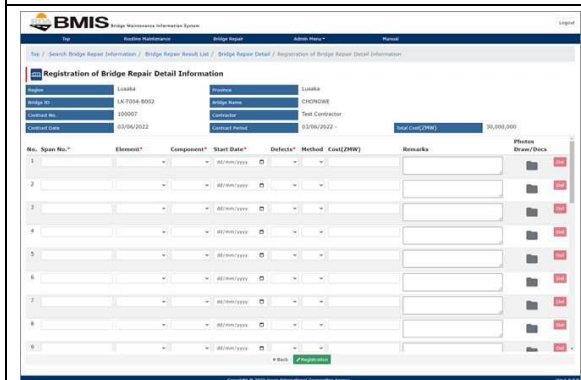 BMIS Bridge Maintenance Information System
Logout
Top Routine Maintenance Bridge Repair Admin Menu Manual
Top / Search Bridge Repair Information / Bridge Repair Result List / Bridge Repair Detail / Registration of Bridge Repair Detail Information
Registration of Bridge Repair Detail Information
Region Lusaka Province Lusaka
Bridge ID LK-T004-B002 Bridge Name CHONGWE
Contract No. 100007 Contractor Test Contractor
Contract Date 03/06/2022 Contract Period 03/06/2022 - Total Cost(ZMW) 30,000,000
No. Span No.* Element* Component* Start Date* Defects* Method Cost(ZMW) Remarks Photos Draw/Docs
1 dd/mm/yyyy Del
2 dd/mm/yyyy Del
3 dd/mm/yyyy Del
4 dd/mm/yyyy Del
5 dd/mm/yyyy Del
6 dd/mm/yyyy Del
7 dd/mm/yyyy Del
8 dd/mm/yyyy Del
9 dd/mm/yyyy Del
Back Registration